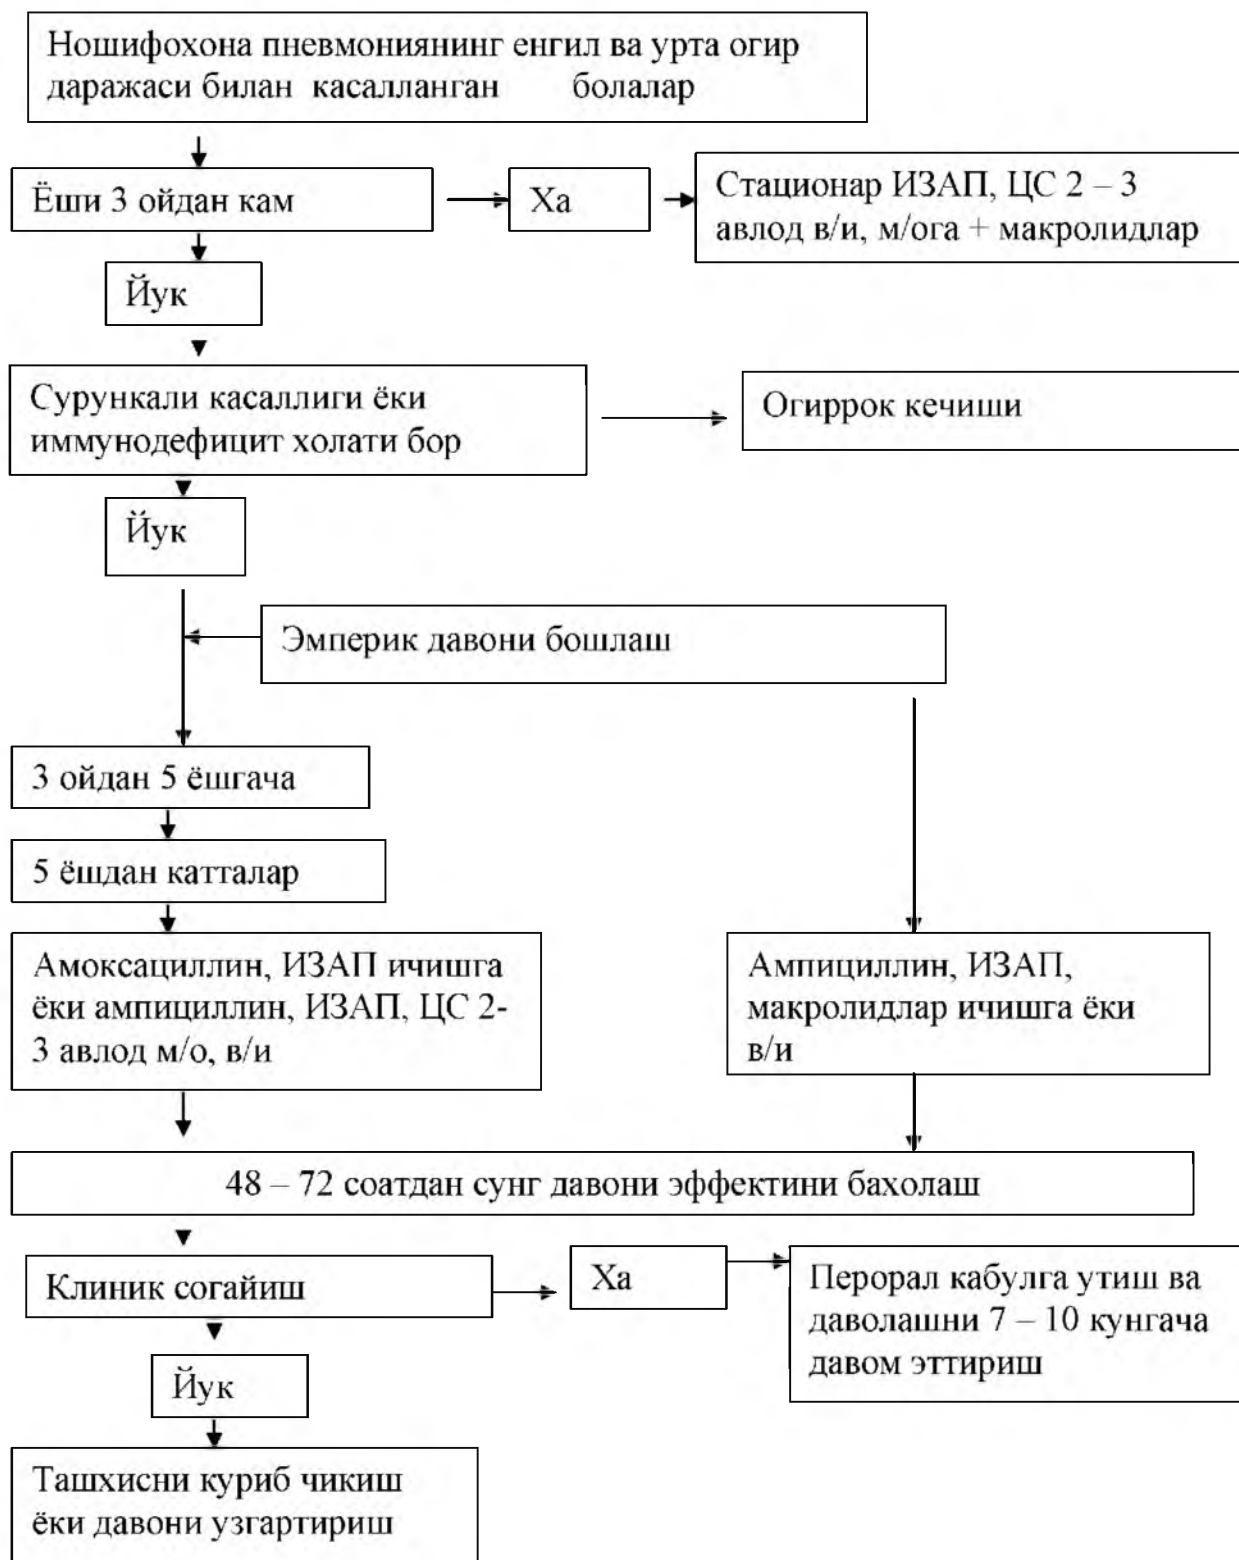 Ношифохона пневмониянинг енгил ва урта огир
даражаси билан касалланган болалар
Ёши 3 ойдан кам
Ха
Стационар ИЗАП, ЦС 2 – 3
авлод в/и, м/ога + макролидлар
Йук
Сурункали касаллиги ёки
иммунодефицит холати бор
Огиррок кечиши
Йук
Эмперик давони бошлаш
3 ойдан 5 ёшгача
5 ёшдан катталар
Амоксациллин, ИЗАП ичишга
ёки ампициллин, ИЗАП, ЦС 2-
3 авлод м/о, в/и
Ампициллин, ИЗАП,
макролидлар ичишга ёки
в/и
48 – 72 соатдан сунг давони эффектини бахолаш
Клиник согайиш
Ха
Перорал кабулга утиш ва
даволашни 7 – 10 кунгача
давом эттириш
Йук
Ташхисни куриб чикиш
ёки давони узгартириш